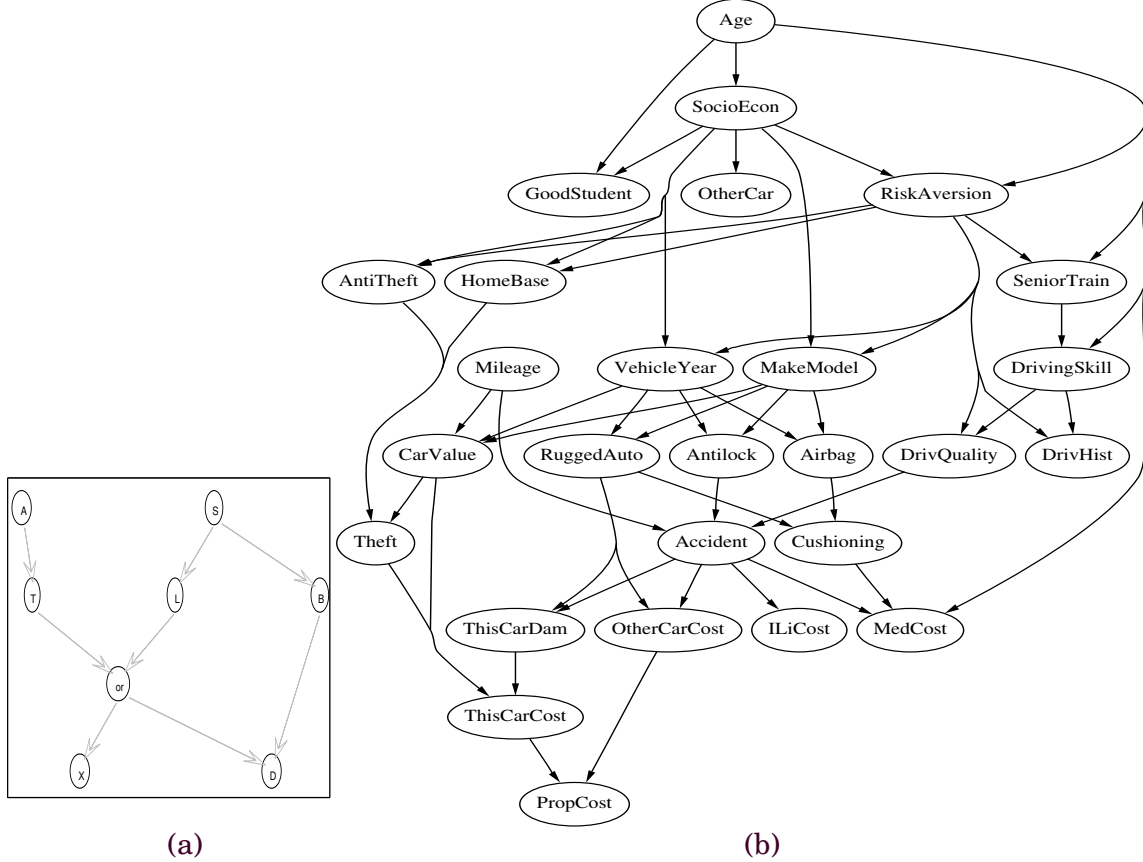 Age
SocioEcon
GoodStudent OtherCar RiskAversion
AntiTheft HomeBase SeniorTrain
Mileage VehicleYear MakeModel DrivingSkill
CarValue RuggedAuto Antilock Airbag DrivQuality DrivHist
A S
Theft Accident Cushioning
T L B
ThisCarDam OtherCarCost ILiCost MedCost
or
ThisCarCost
X D
PropCost
(a) (b)